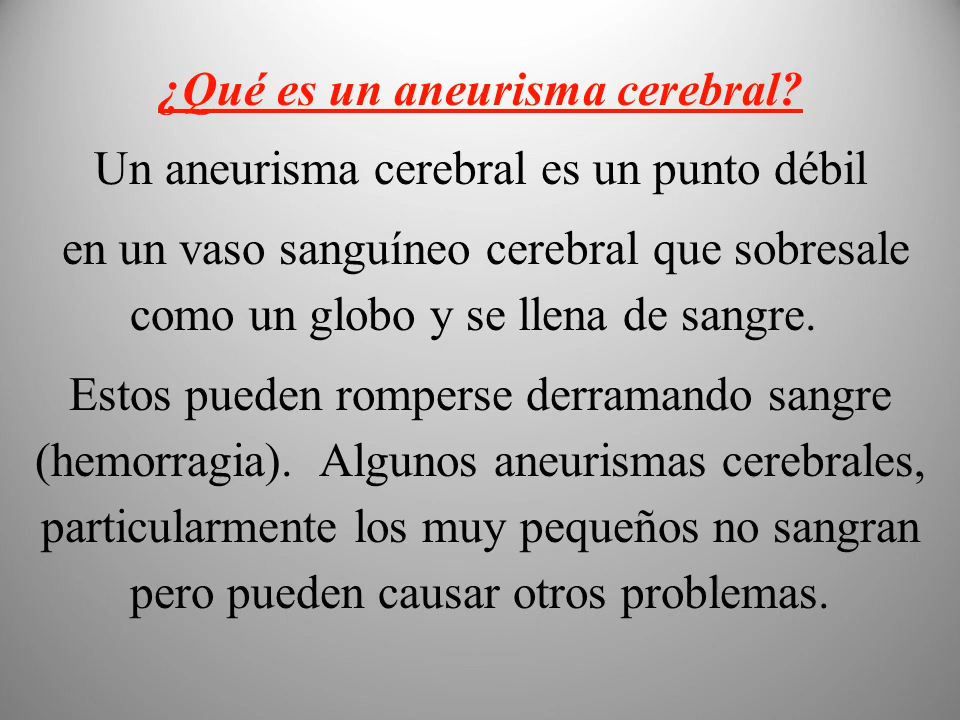 ¿Qué es un aneurisma cerebral?
Un aneurisma cerebral es un punto débil
en un vaso sanguíneo cerebral que sobresale
como un globo y se llena de sangre.
Estos pueden romperse derramando sangre
(hemorragia).  Algunos aneurismas cerebrales,
particularmente los muy pequeños no sangran
pero pueden causar otros problemas.